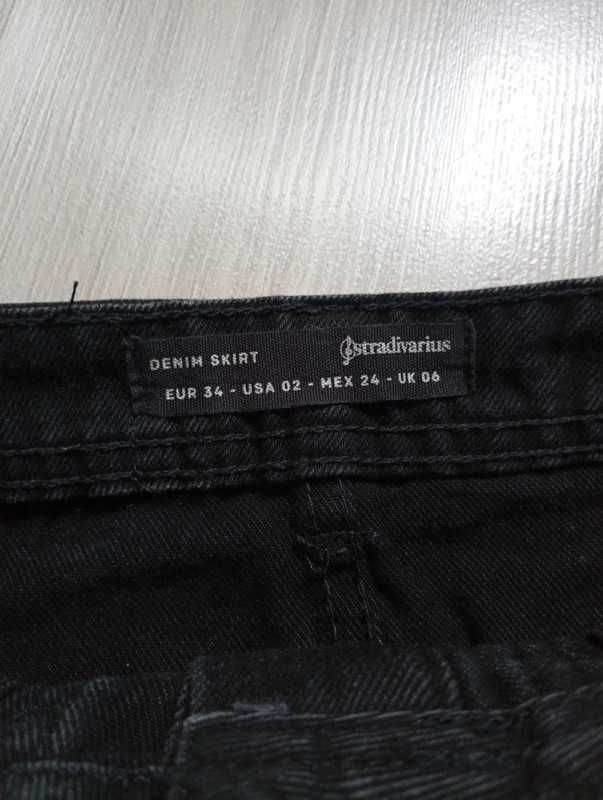 DENIM SKIRT stradivarius
EUR 34 - USA 02 - MEX 24 - UK 06